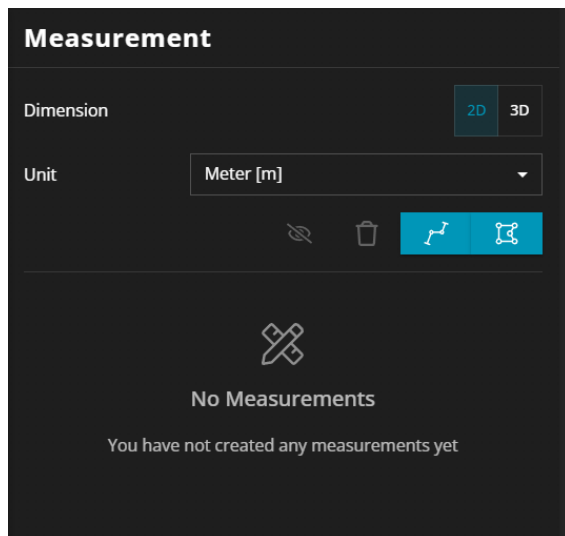 Measurement
Dimension
2D
3D
Unit
Meter [m]
No Measurements
You have not created any measurements yet